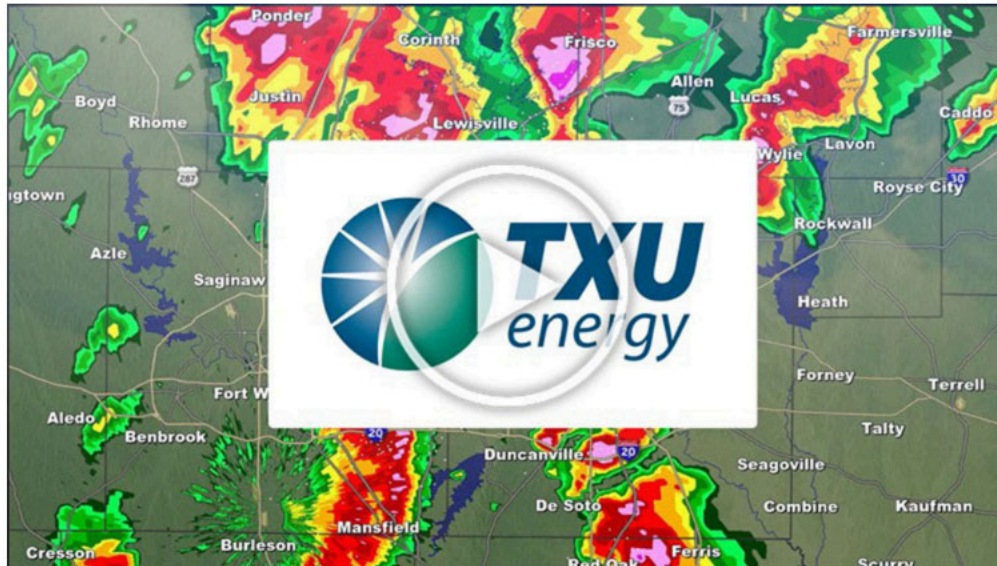 Ponder
Corinth
Frisco
Farmersville
Allen
Boyd
Justin
75
Lucas
Caddo
Rhome
Lewisville
Lavon
Wylie
287
30
Royse City
ngtown
Rockwall
Azle
TXU
energy
Saginaw
Heath
Forney
Terrell
Fort W
Aledo
Benbrook
20
Talty
Duncanville
20
Seagoville
De Soto
Combine
Kaufman
Mansfield
Cresson
Burleson
Ferris
Red Oak
Scurry